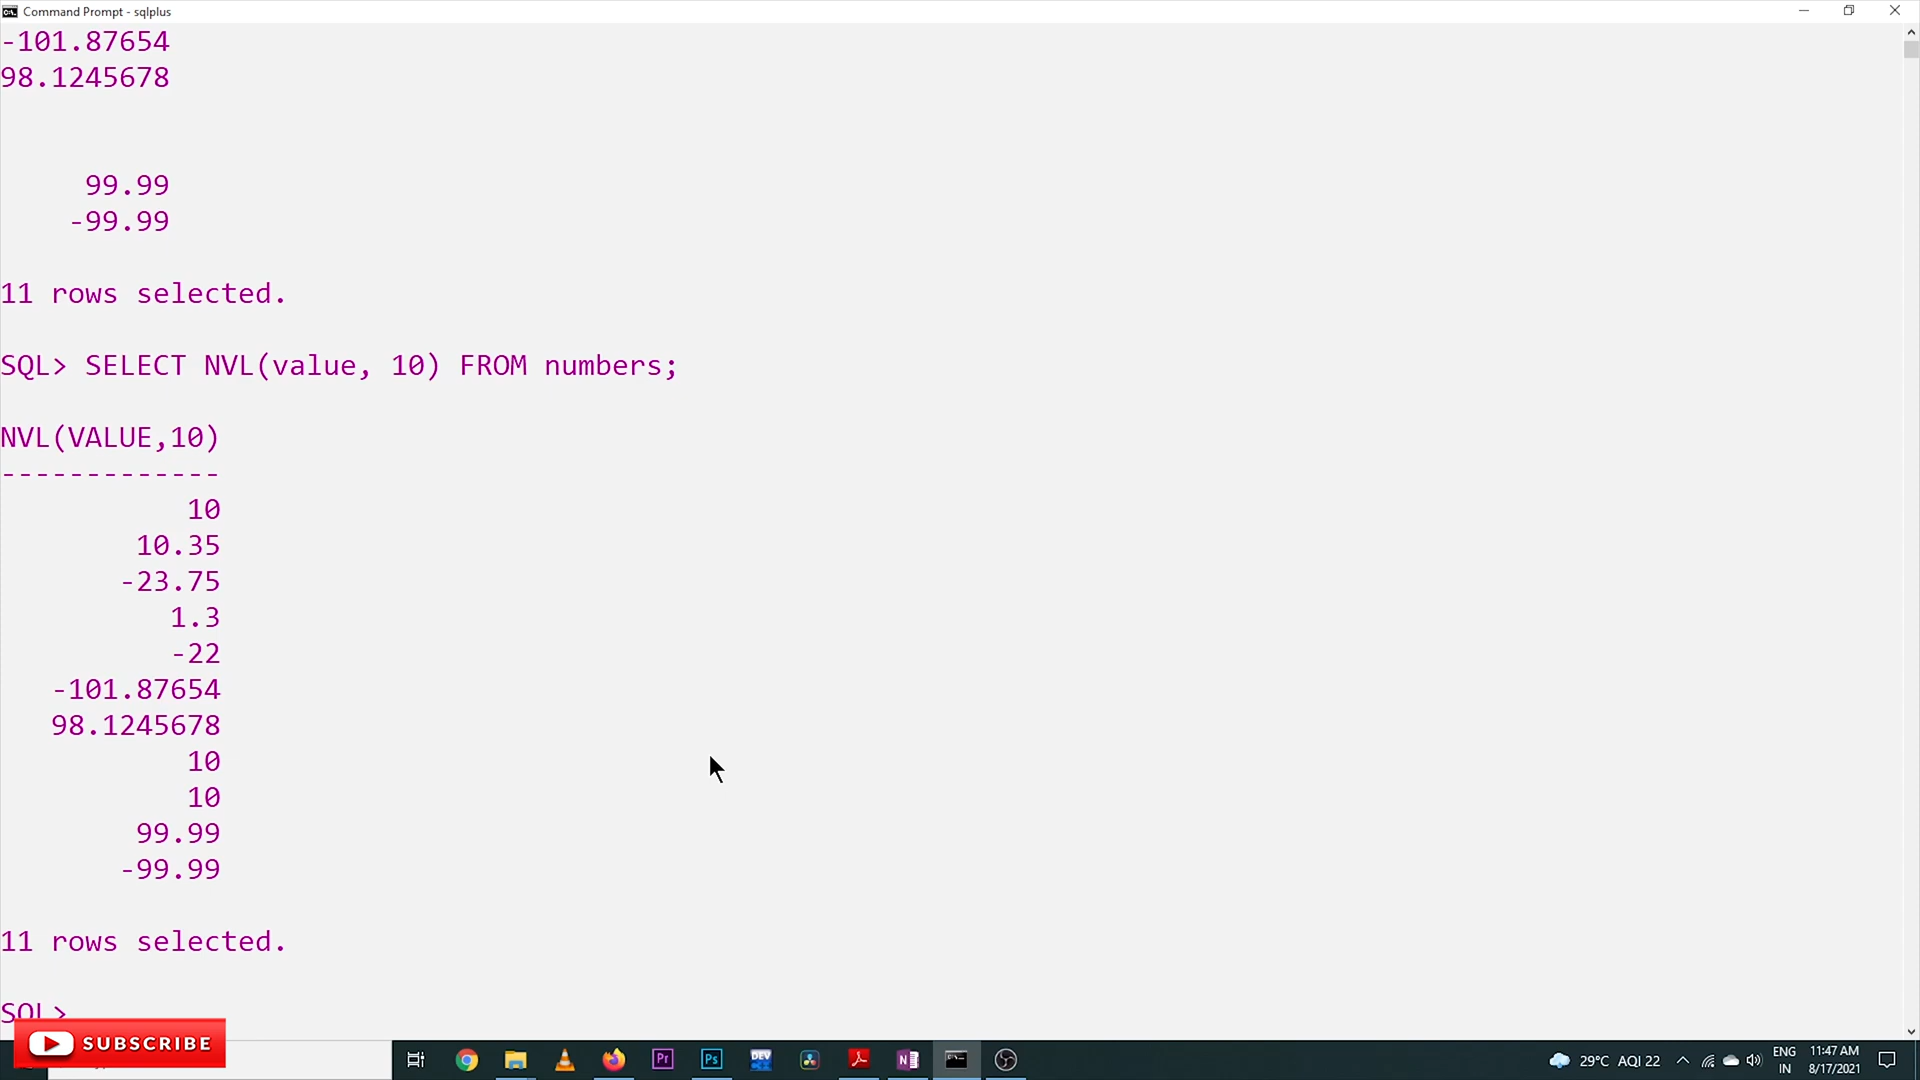 Command Prompt - sqlplus
-101.87654
98.1245678
99.99
-99.99
11 rows selected.
SQL> SELECT NVL(value, 10) FROM numbers;
NVL(VALUE,10)
-------------
10
10.35
-23.75
1.3
-22
-101.87654
98.1245678
10
10
99.99
-99.99
11 rows selected.
SQL>
SUBSCRIBE
Pr
Ps
DEV
N
29°C AQI 22
ENG
IN
11:47 AM
8/17/2021